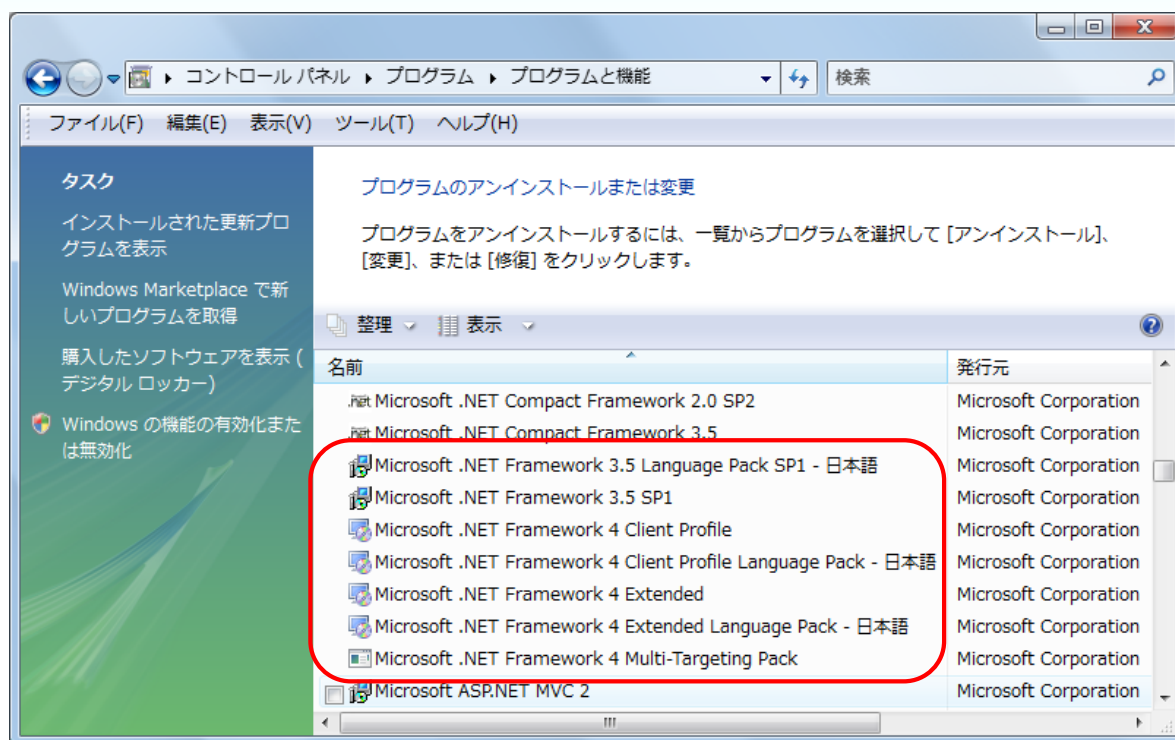 コントロール パネル ▸ プログラム ▸ プログラムと機能
検索
ファイル(F) 編集(E) 表示(V) ツール(T) ヘルプ(H)
タスク
インストールされた更新プロ
グラムを表示
Windows Marketplace で新
しいプログラムを取得
購入したソフトウェアを表示 (
デジタル ロッカー)
Windows の機能の有効化また
は無効化
プログラムのアンインストールまたは変更
プログラムをアンインストールするには、一覧からプログラムを選択して [アンインストール]、
[変更]、または [修復] をクリックします。
整理 表示
名前 発行元
.net Microsoft .NET Compact Framework 2.0 SP2 Microsoft Corporation
.net Microsoft .NET Compact Framework 3.5 Microsoft Corporation
Microsoft .NET Framework 3.5 Language Pack SP1 - 日本語 Microsoft Corporation
Microsoft .NET Framework 3.5 SP1 Microsoft Corporation
Microsoft .NET Framework 4 Client Profile Microsoft Corporation
Microsoft .NET Framework 4 Client Profile Language Pack - 日本語 Microsoft Corporation
Microsoft .NET Framework 4 Extended Microsoft Corporation
Microsoft .NET Framework 4 Extended Language Pack - 日本語 Microsoft Corporation
Microsoft .NET Framework 4 Multi-Targeting Pack Microsoft Corporation
Microsoft ASP.NET MVC 2 Microsoft Corporation